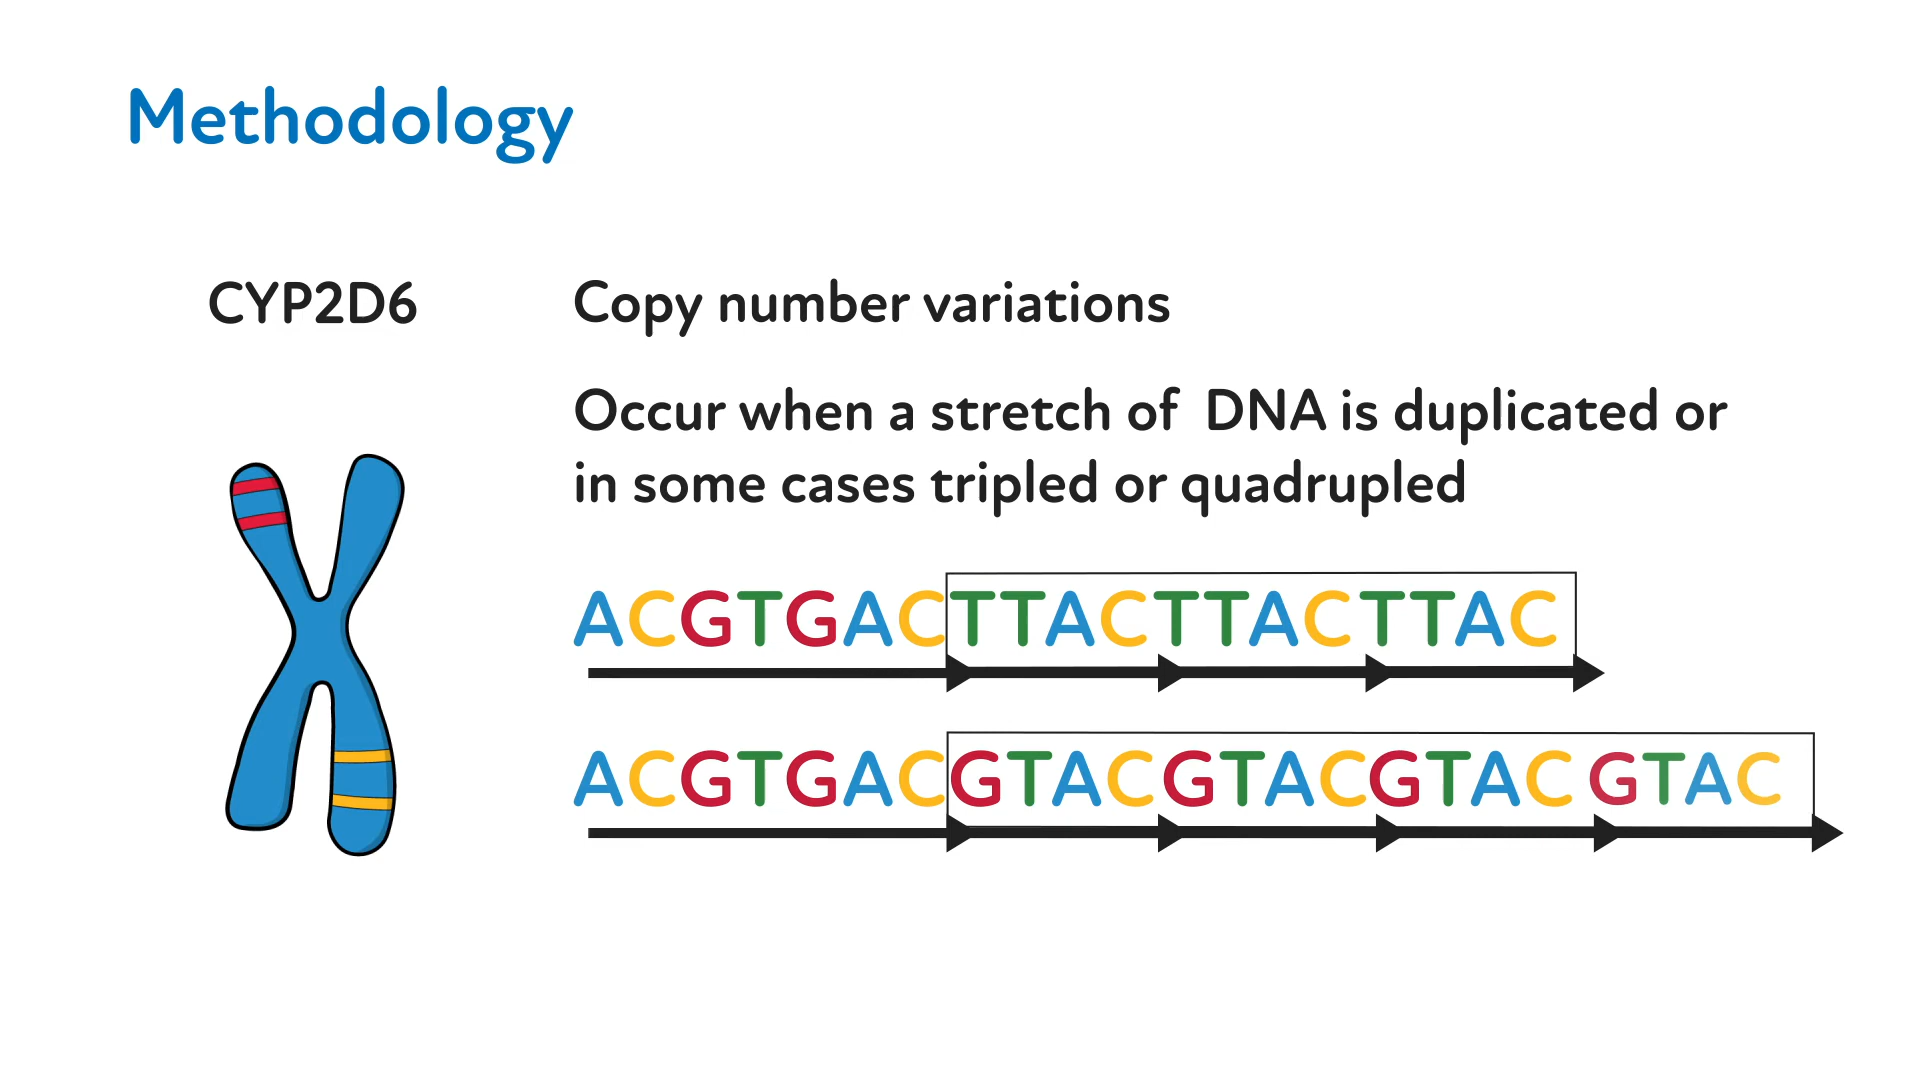 Methodology
CYP2D6
Copy number variations
Occur when a stretch of DNA is duplicated or
in some cases tripled or quadrupled
ACGTGACTTACTTACTTAC
ACGTGACGTACGTACGTAC GTAC